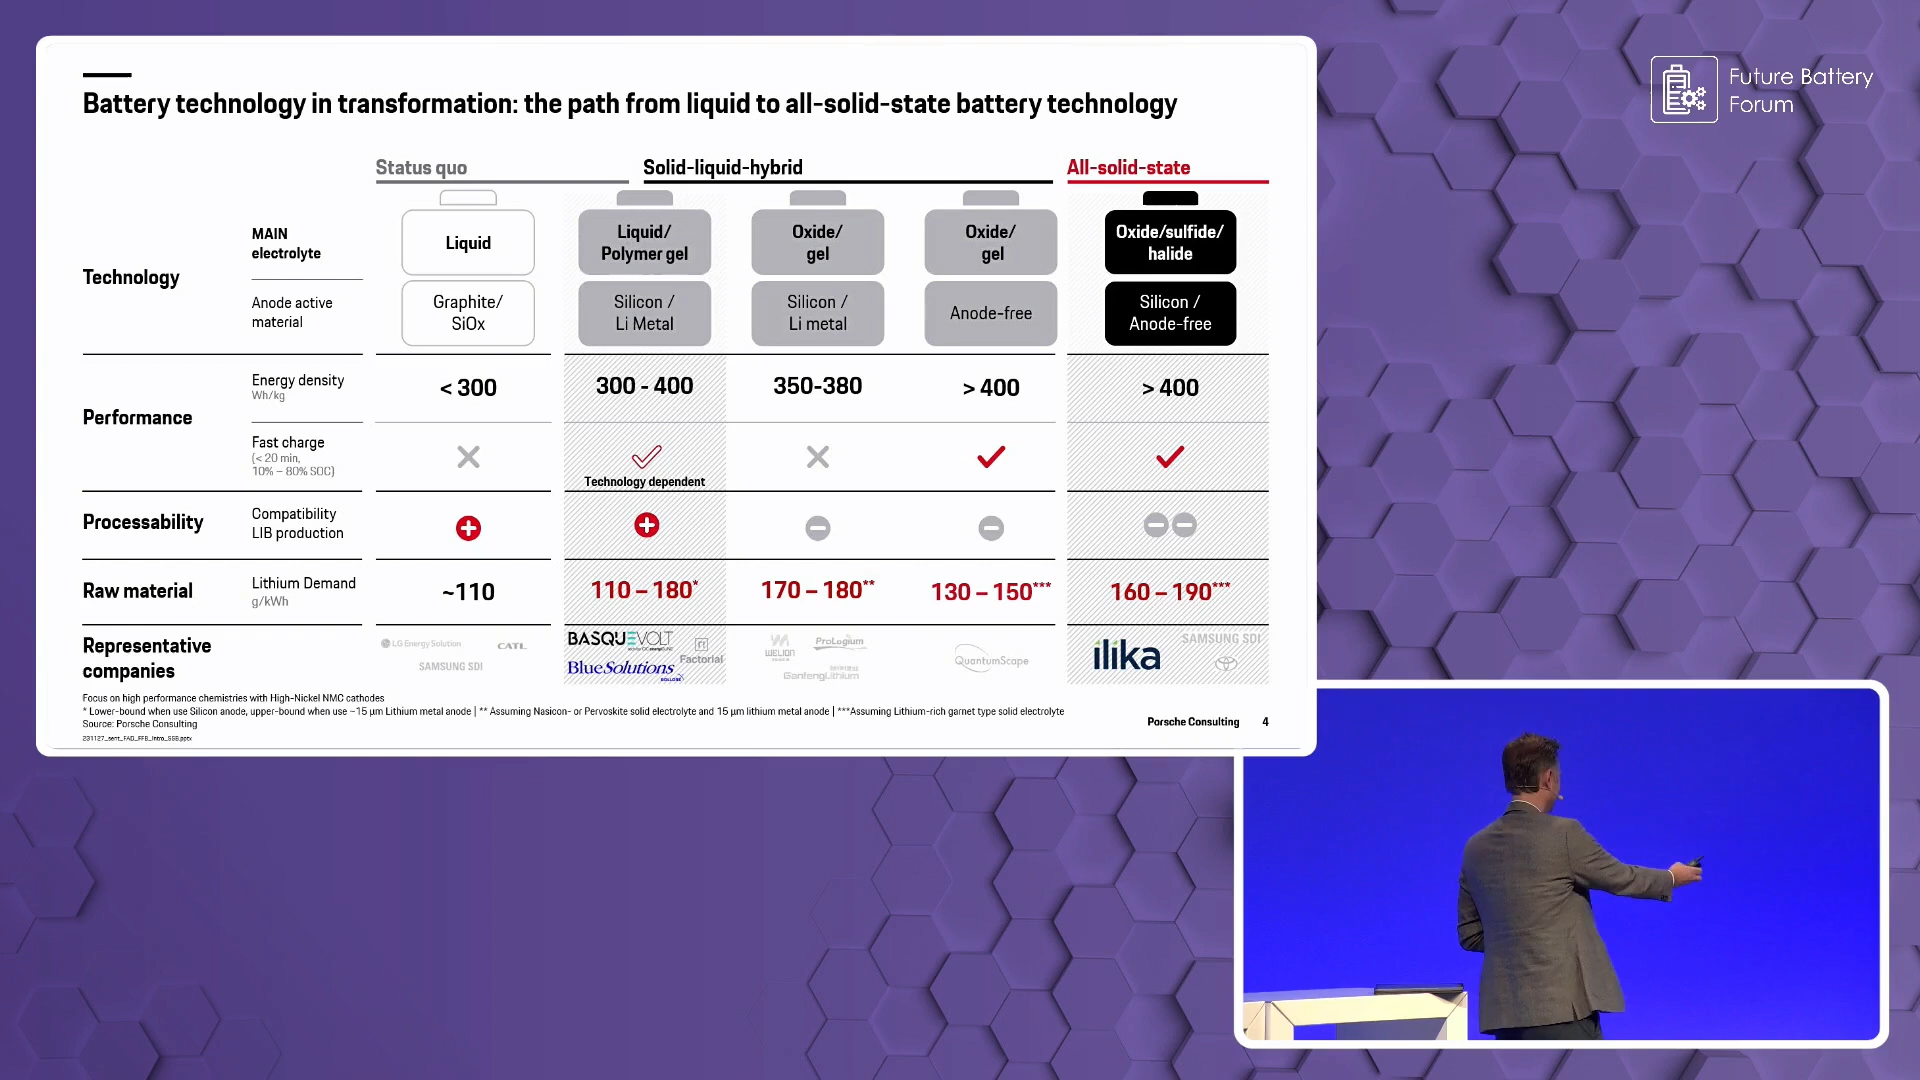 Future Battery
Forum
Battery technology in transformation: the path from liquid to all-solid-state battery technology
Status quo
Solid-liquid-hybrid
All-solid-state
Technology
MAIN
electrolyte
Liquid
Liquid/
Polymer gel
Oxide/
gel
Oxide/
gel
Oxide/sulfide/
halide
Anode active
material
Graphite/
SiOx
Silicon /
Li Metal
Silicon /
Li metal
Anode-free
Silicon /
Anode-free
Performance
Energy density
Wh/kg
< 300
300 - 400
350-380
> 400
> 400
Fast charge
(< 20 min,
10% – 80% SOC)
Technology dependent
Processability
Compatibility
LIB production
Raw material
Lithium Demand
g/kWh
~110
110 – 180*
170 – 180**
130 – 150***
160 – 190***
Representative
companies
LG Energy Solution
CATL
SAMSUNG SDI
BASQUEVOLT
Factorial
BlueSolutions
BOLLORÉ
WELION
ProLogium
GanfengLithium
QuantumScape
ilika
SAMSUNG SDI
Focus on high performance chemistries with High-Nickel NMC cathodes
* Lower-bound when use Silicon anode, upper-bound when use ~15 µm Lithium metal anode | ** Assuming Nasicon- or Pervoskite solid electrolyte and 15 µm lithium metal anode | ***Assuming Lithium-rich garnet type solid electrolyte
Source: Porsche Consulting
231127_sent_FAD_FFB_Intro_SSB.pptx
Porsche Consulting 4